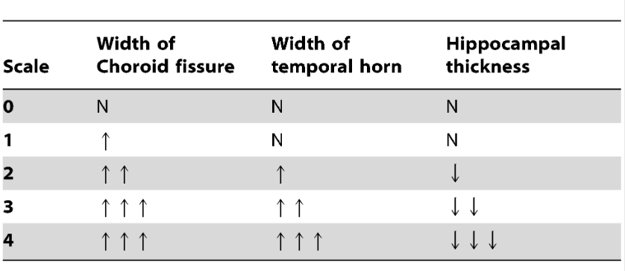 Scale Width of Choroid fissure Width of temporal horn Hippocampal thickness
0 N N N
1 ↑ N N
2 ↑ ↑ ↑ ↓
3 ↑ ↑ ↑ ↑ ↑ ↓ ↓
4 ↑ ↑ ↑ ↑ ↑ ↑ ↓ ↓ ↓